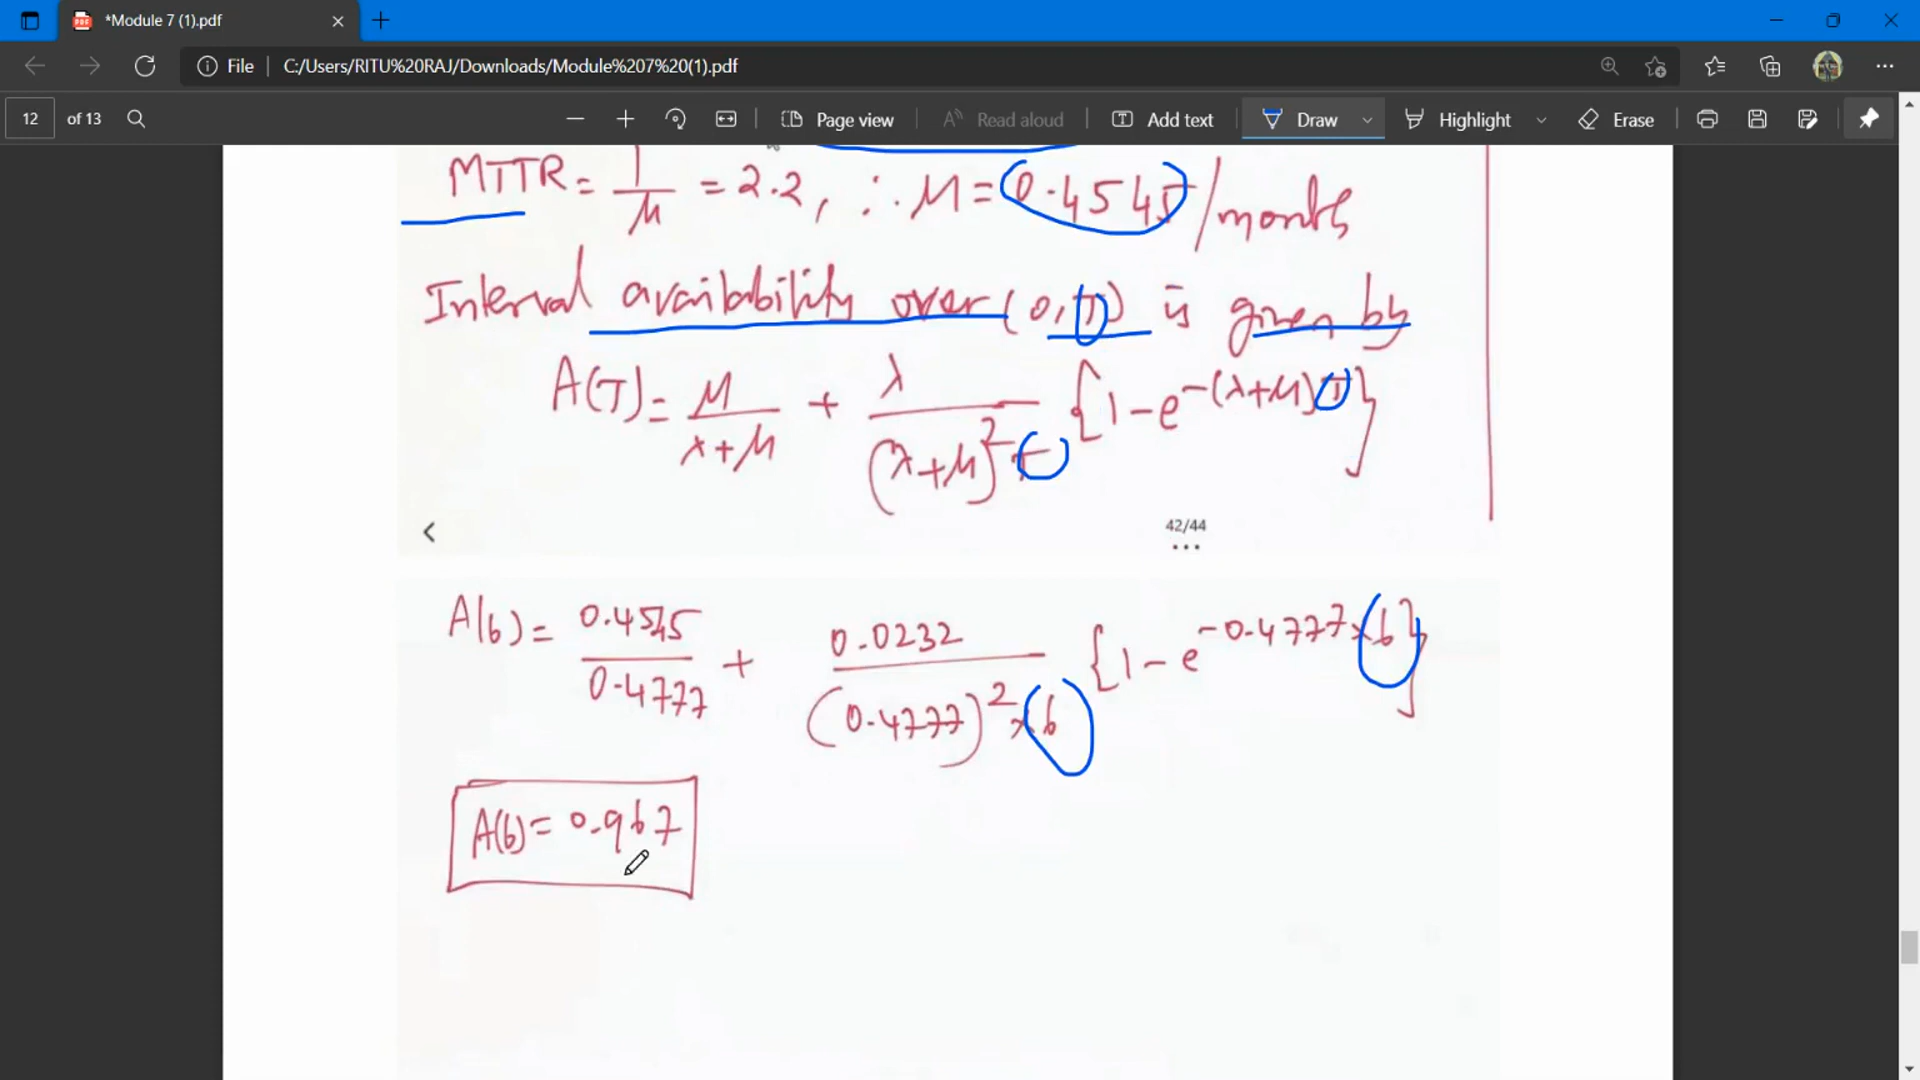 *Module 7 (1).pdf
File C:/Users/RITU%20RAJ/Downloads/Module%207%20(1).pdf
12 of 13 Page view Read aloud Add text Draw Highlight Erase
MTTR = 1/μ = 2.2, ∴ μ = 0.4545/month
Interval availability over (0, T) is given by
A(T) = μ/(λ+μ) + λ/((λ+μ)² T) {1 - e^-(λ+μ)T}
42/44
A(6) = 0.4545/0.4777 + 0.0232/((0.4777)² × 6) {1 - e^-0.4777×6}
A(6) = 0.967